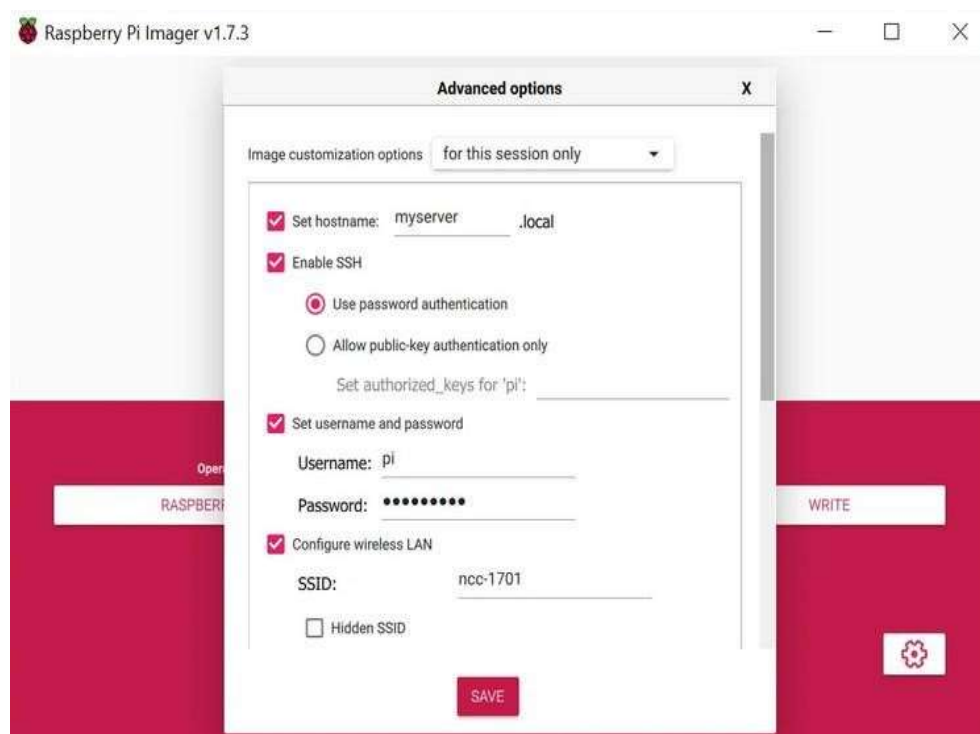 Raspberry Pi Imager v1.7.3
Advanced options X
Image customization options for this session only
Set hostname: myserver .local
Enable SSH
Use password authentication
Allow public-key authentication only
Set authorized_keys for 'pi':
Set username and password
Oper
Username: pi
RASPBERR
WRITE
Password: •••••••••
Configure wireless LAN
SSID: ncc-1701
Hidden SSID
SAVE